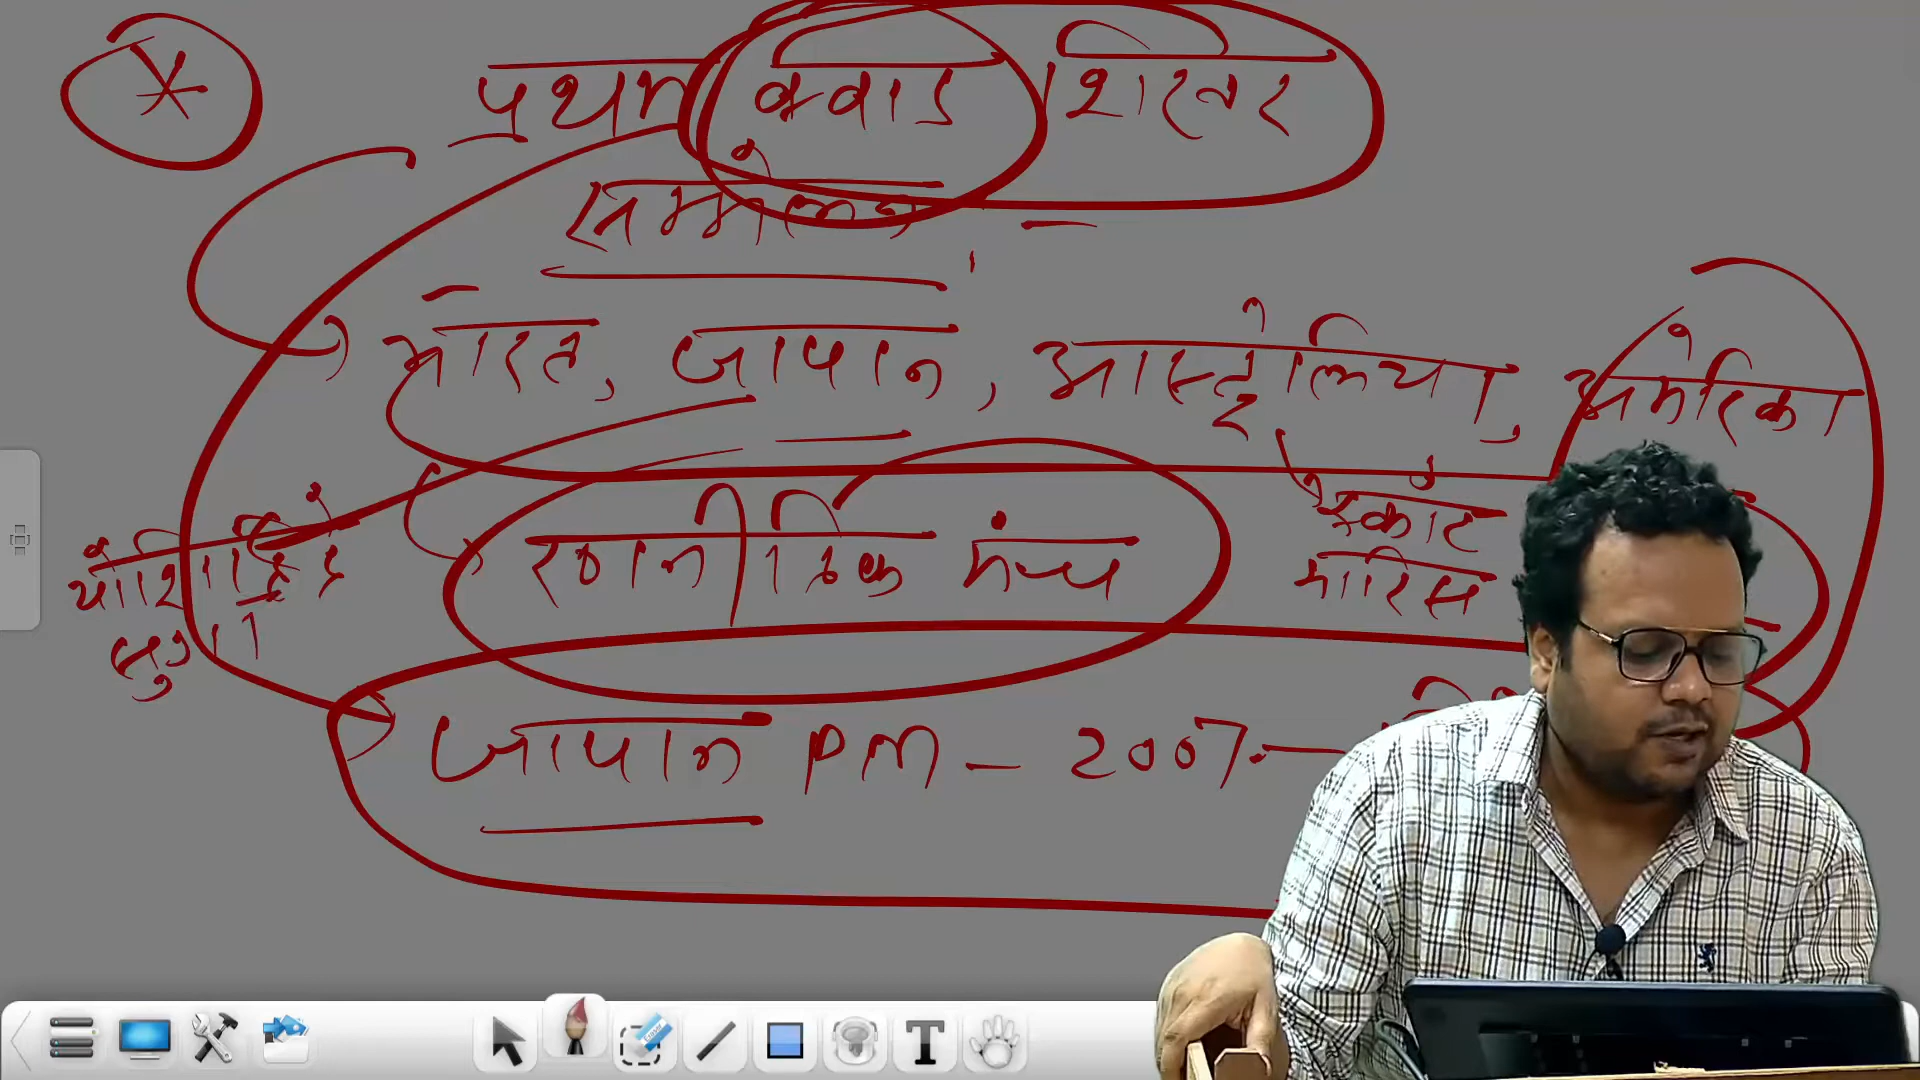 प्रथम क्वाड शिखर
सम्मेलन
भारत, जापान, आस्ट्रेलिया, अमेरिका
रणनीतिक मंच
स्कॉट
मारिस
योशीहिदे
सुगा
जापान PM - 2007 -